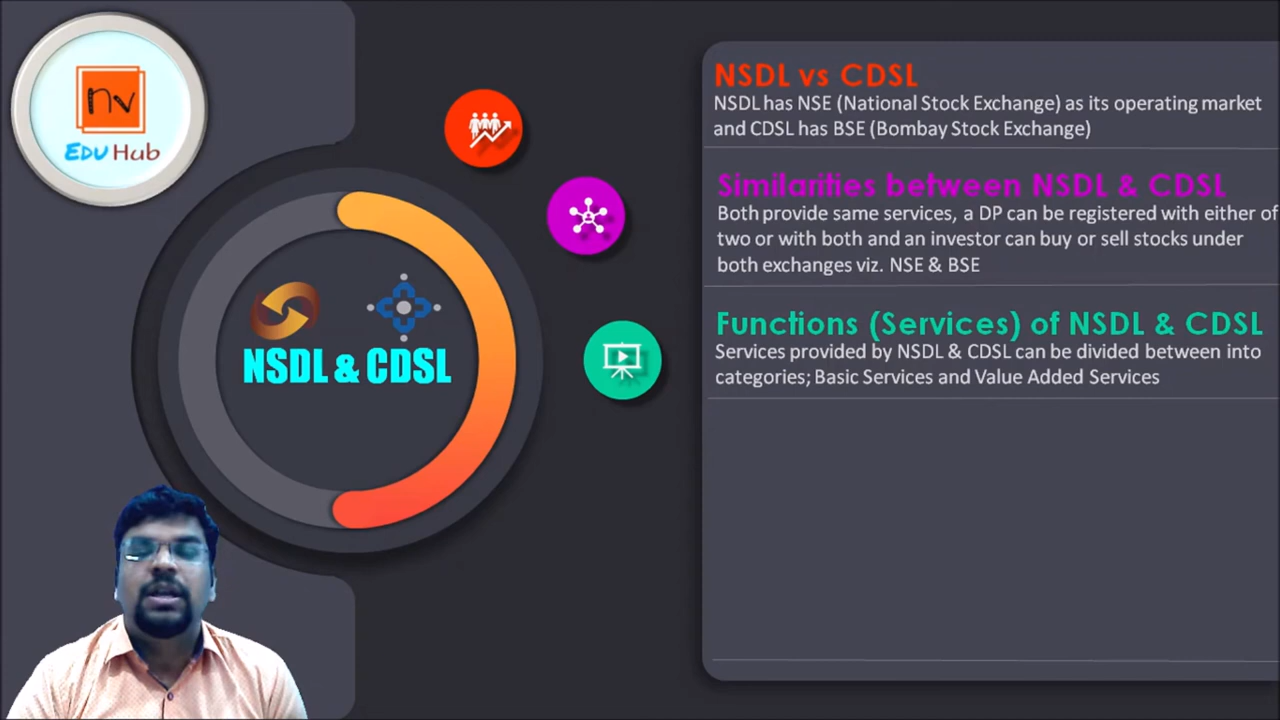 nv
EDU Hub
NSDL & CDSL
NSDL vs CDSL
NSDL has NSE (National Stock Exchange) as its operating market
and CDSL has BSE (Bombay Stock Exchange)
Similarities between NSDL & CDSL
Both provide same services, a DP can be registered with either of
two or with both and an investor can buy or sell stocks under
both exchanges viz. NSE & BSE
Functions (Services) of NSDL & CDSL
Services provided by NSDL & CDSL can be divided between into
categories; Basic Services and Value Added Services